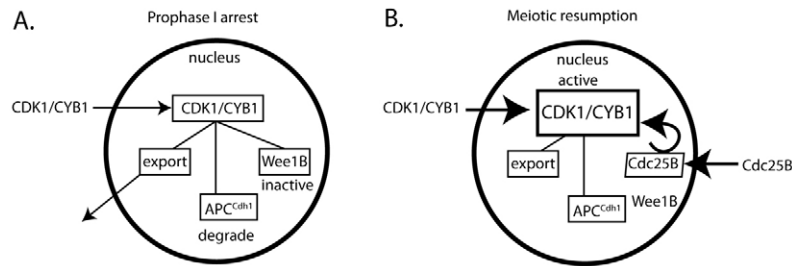 A.
Prophase I arrest
nucleus
CDK1/CYB1
CDK1/CYB1
export
Wee1B
inactive
APCCdh1
degrade
B.
Meiotic resumption
nucleus
active
CDK1/CYB1
CDK1/CYB1
export
Cdc25B
Cdc25B
Wee1B
APCCdh1